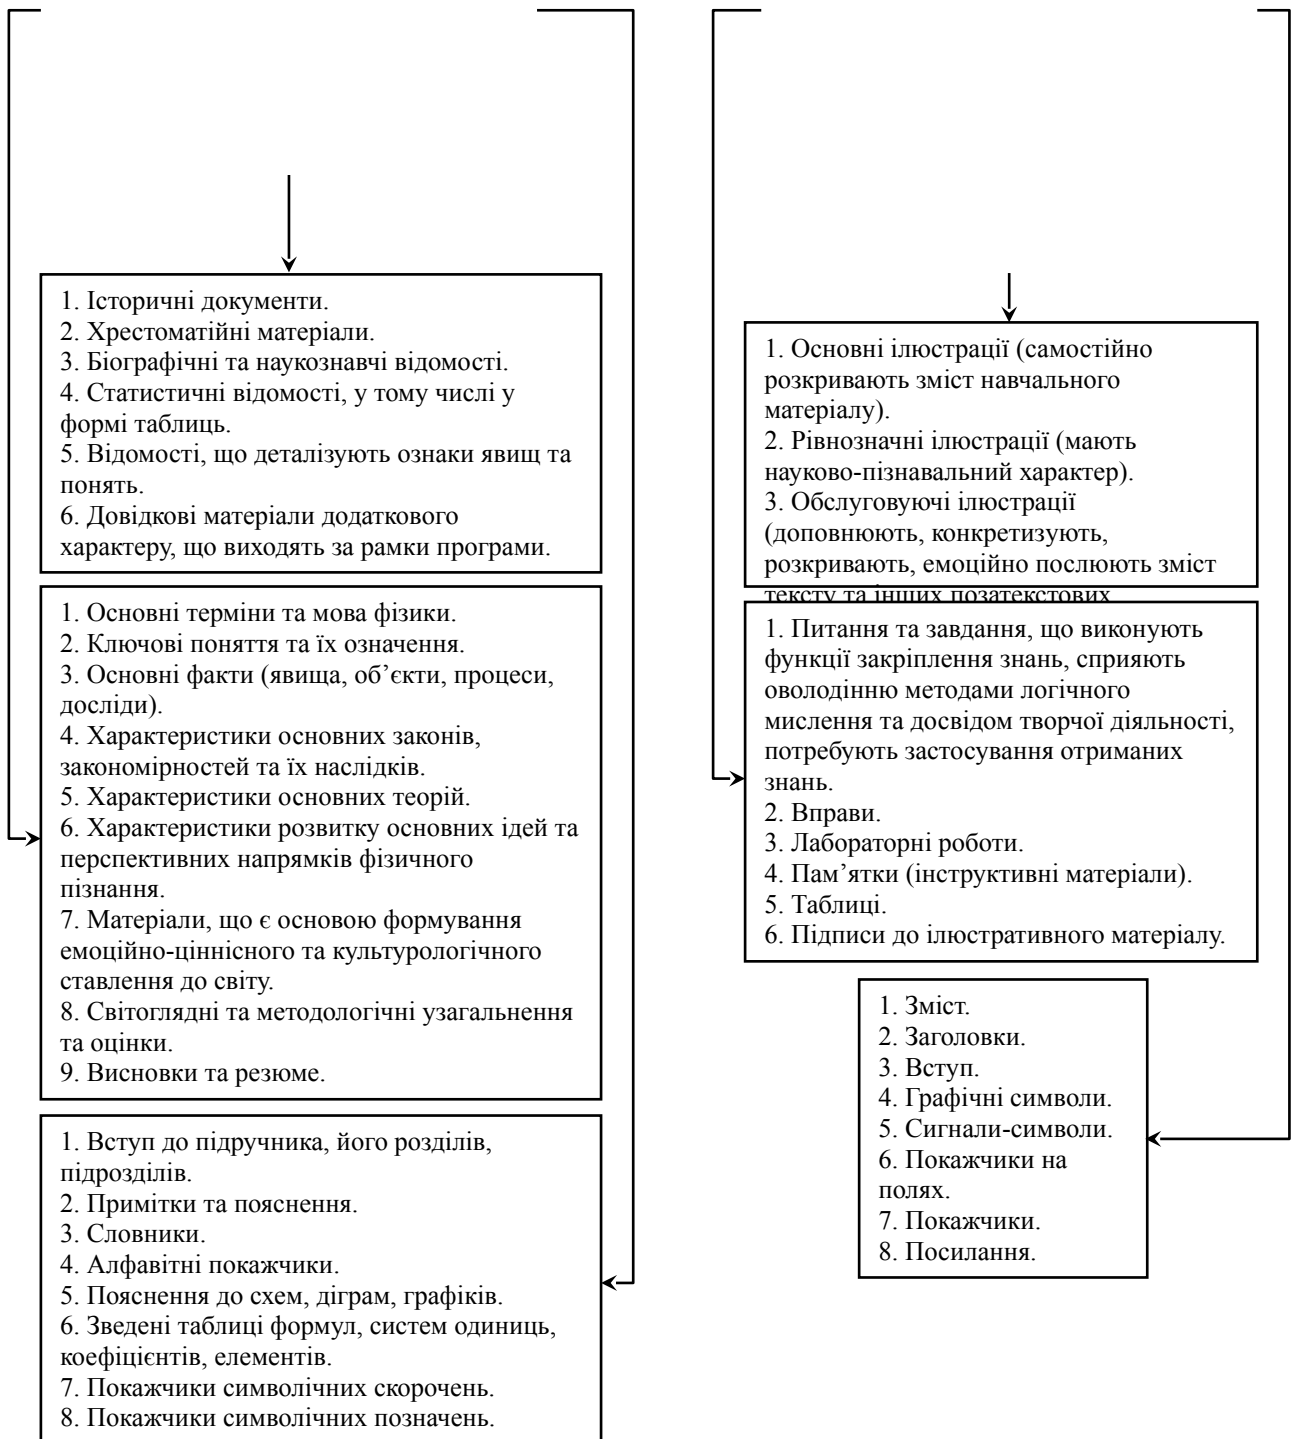 1. Історичні документи.
2. Хрестоматійні матеріали.
3. Біографічні та наукознавчі відомості.
4. Статистичні відомості, у тому числі у
формі таблиць.
5. Відомості, що деталізують ознаки явищ та
понять.
6. Довідкові матеріали додаткового
характеру, що виходять за рамки програми.
1. Основні терміни та мова фізики.
2. Ключові поняття та їх означення.
3. Основні факти (явища, об’єкти, процеси,
досліди).
4. Характеристики основних законів,
закономірностей та їх наслідків.
5. Характеристики основних теорій.
6. Характеристики розвитку основних ідей та
перспективних напрямків фізичного
пізнання.
7. Матеріали, що є основою формування
емоційно-ціннісного та культурологічного
ставлення до світу.
8. Світоглядні та методологічні узагальнення
та оцінки.
9. Висновки та резюме.
1. Вступ до підручника, його розділів,
підрозділів.
2. Примітки та пояснення.
3. Словники.
4. Алфавітні покажчики.
5. Пояснення до схем, діграм, графіків.
6. Зведені таблиці формул, систем одиниць,
коефіцієнтів, елементів.
7. Покажчики символічних скорочень.
8. Покажчики символічних позначень.
1. Основні ілюстрації (самостійно
розкривають зміст навчального
матеріалу).
2. Рівнозначні ілюстрації (мають
науково-пізнавальний характер).
3. Обслуговуючі ілюстрації
(доповнюють, конкретизують,
розкривають, емоційно послюють зміст
тексту та інших позатекстових
1. Питання та завдання, що виконують
функції закріплення знань, сприяють
оволодінню методами логічного
мислення та досвідом творчої діяльності,
потребують застосування отриманих
знань.
2. Вправи.
3. Лабораторні роботи.
4. Пам’ятки (інструктивні матеріали).
5. Таблиці.
6. Підписи до ілюстративного матеріалу.
1. Зміст.
2. Заголовки.
3. Вступ.
4. Графічні символи.
5. Сигнали-символи.
6. Покажчики на
полях.
7. Покажчики.
8. Посилання.